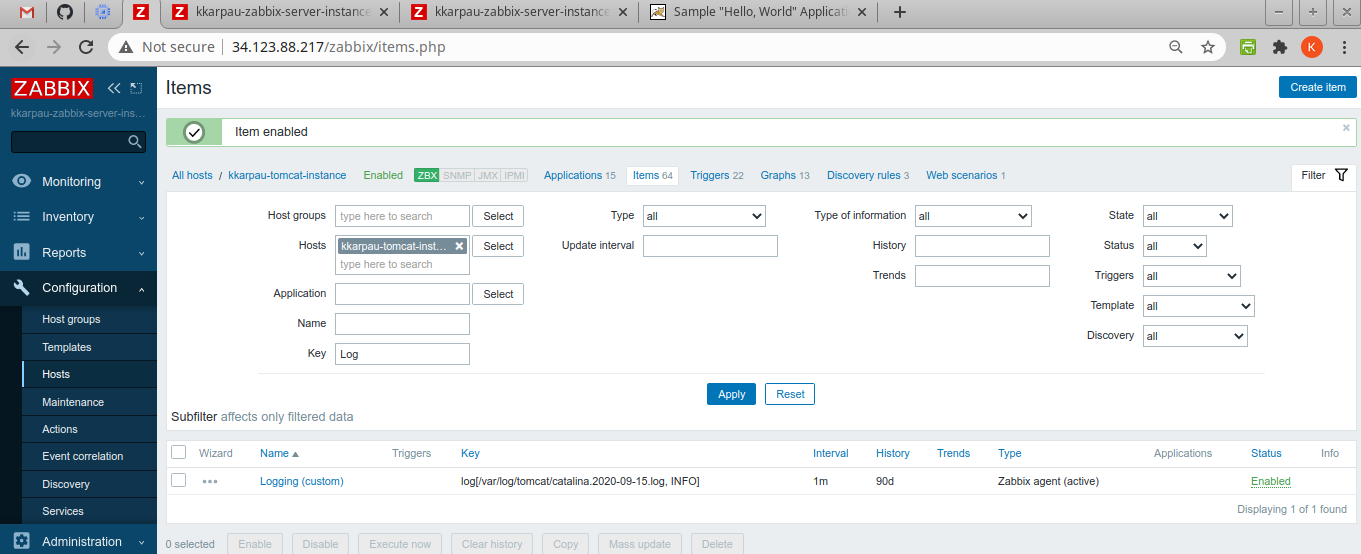 kkarpau-zabbix-server-instance
kkarpau-zabbix-server-instance
Sample "Hello, World" Applicati
Not secure | 34.123.88.217/zabbix/items.php
K
ZABBIX
kkarpau-zabbix-server-ins...
Monitoring
Inventory
Reports
Configuration
Host groups
Templates
Hosts
Maintenance
Actions
Event correlation
Discovery
Services
Administration
Items
Create item
Item enabled
All hosts / kkarpau-tomcat-instance Enabled ZBX SNMP JMX IPMI Applications 15 Items 64 Triggers 22 Graphs 13 Discovery rules 3 Web scenarios 1
Filter
Host groups type here to search Select Type all Type of information all State all
Hosts kkarpau-tomcat-inst... Select Update interval History Status all
type here to search
Trends Triggers all
Application Select
Template all
Name
Discovery all
Key Log
Apply Reset
Subfilter affects only filtered data
Wizard Name Triggers Key Interval History Trends Type Applications Status Info
Logging (custom) log[/var/log/tomcat/catalina.2020-09-15.log, INFO] 1m 90d Zabbix agent (active) Enabled
Displaying 1 of 1 found
0 selected Enable Disable Execute now Clear history Copy Mass update Delete